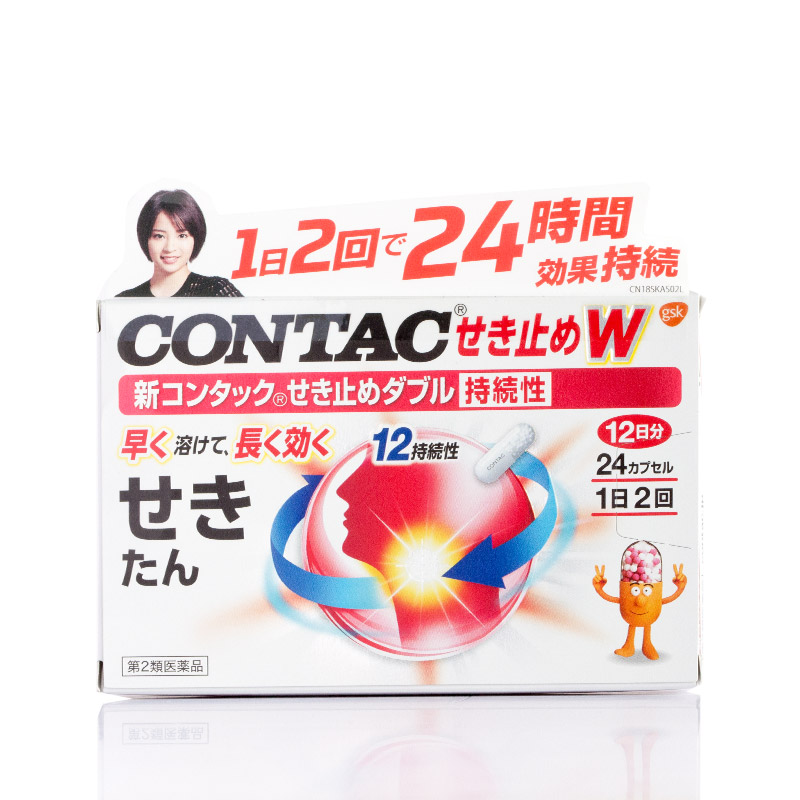 1日2回で24時間
効果持続
CN185KAS02L
CONTAC® せき止めW
gsk
新コンタック®せき止めダブル 持続性
早く溶けて、長く効く
12持続性
CONTAC
せき
たん
12日分
24カプセル
1日2回
第2類医薬品